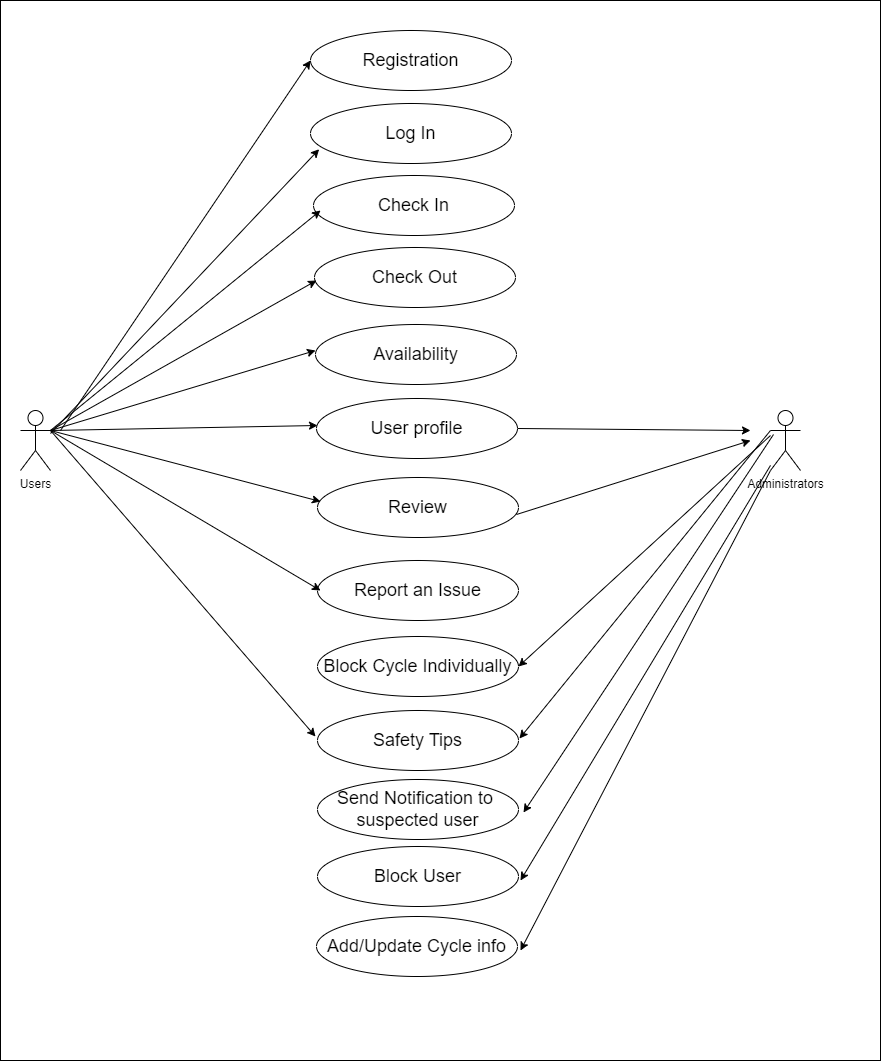 Registration
Log In
Check In
Check Out
Availability
User profile
Users
Administrators
Review
Report an Issue
Block Cycle Individually
Safety Tips
Send Notification to
suspected user
Block User
Add/Update Cycle info